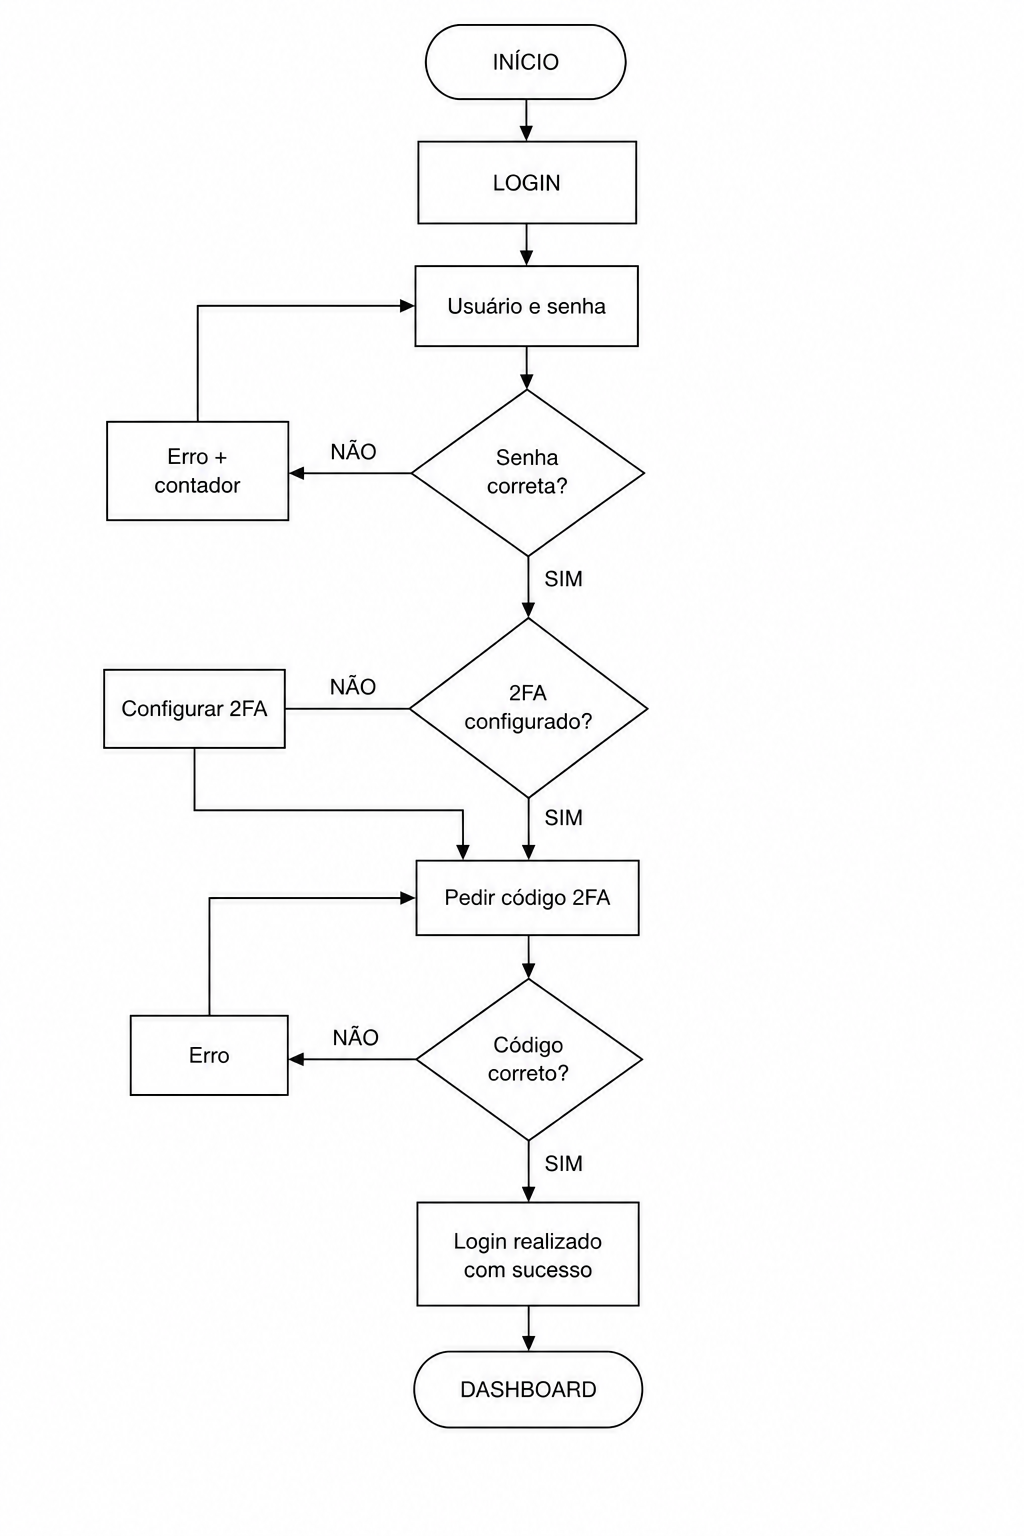 INÍCIO
LOGIN
Usuário e senha
Senha
correta?
NÃO
Erro +
contador
SIM
2FA
configurado?
NÃO
Configurar 2FA
SIM
Pedir código 2FA
Código
correto?
NÃO
Erro
SIM
Login realizado
com sucesso
DASHBOARD